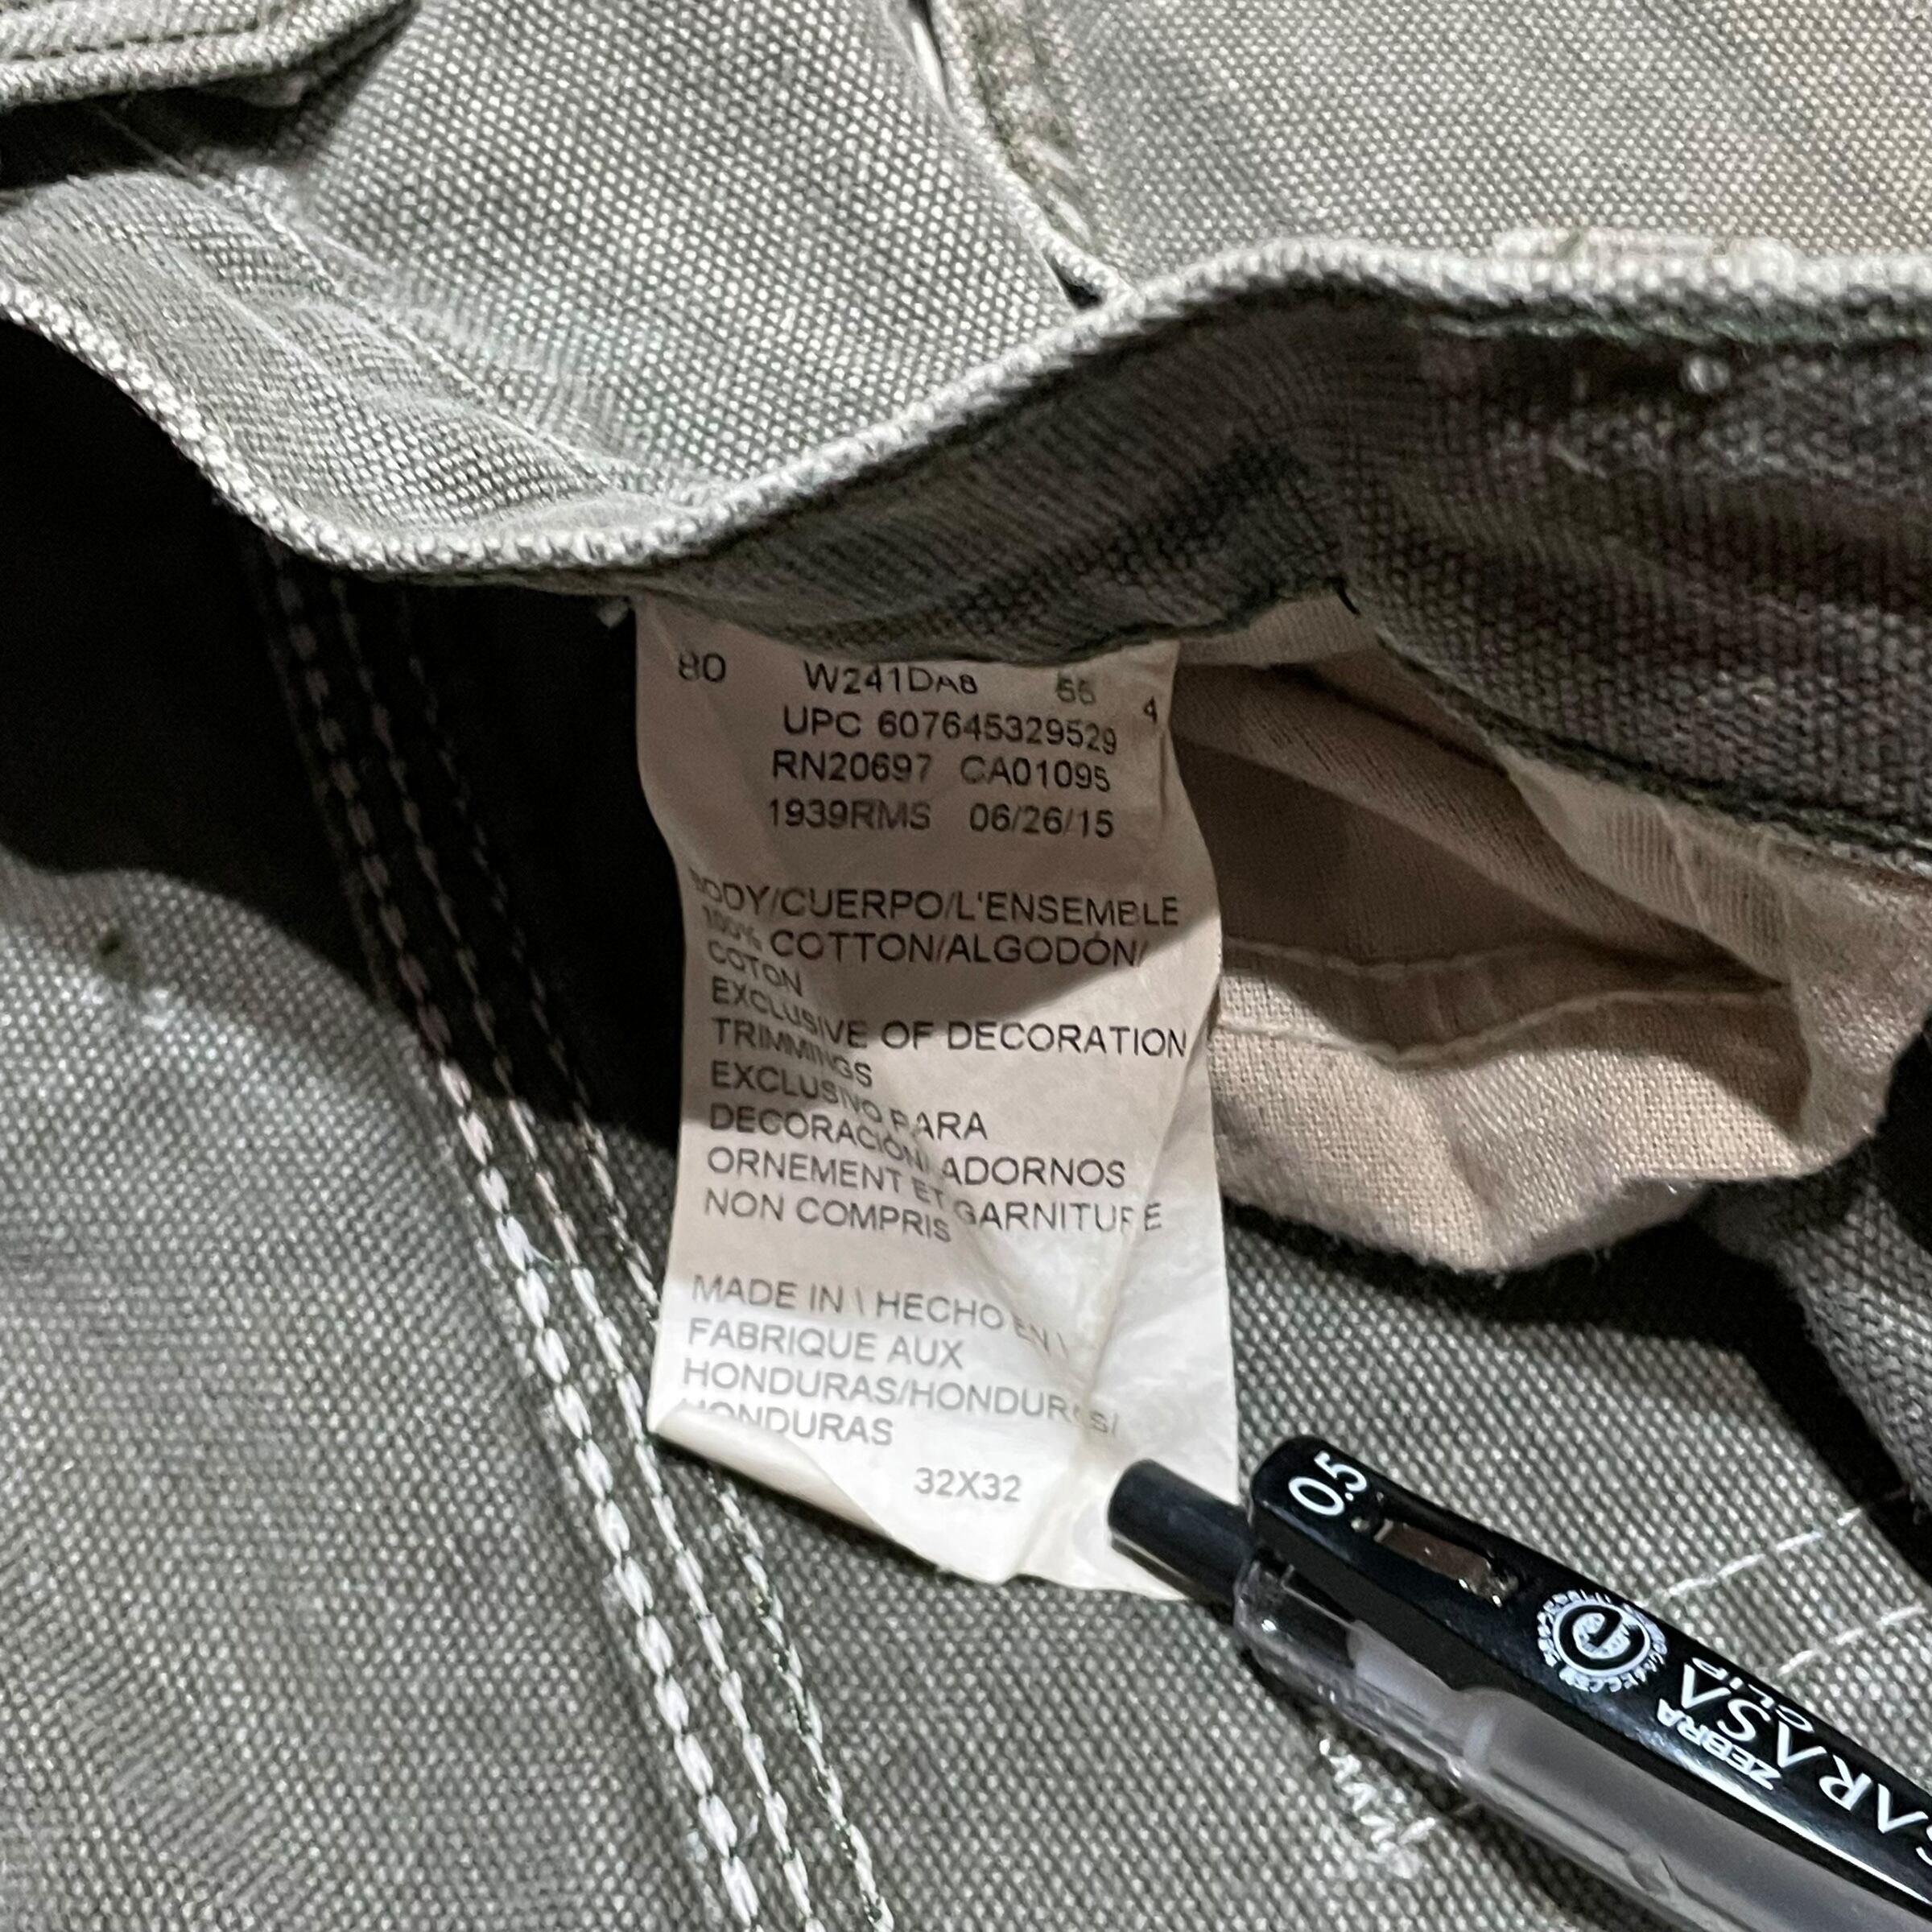 80 W241DA8 4
UPC 607645329529
RN20697 CA01095
1939RMS 06/26/15
BODY/CUERPO/L'ENSEMBLE
100% COTTON/ALGODÓN/
COTON
EXCLUSIVE OF DECORATION
TRIMMINGS
EXCLUSIVO PARA
DECORACIÓN\ ADORNOS
ORNEMENT ET GARNITURE
NON COMPRIS
MADE IN \ HECHO EN \
FABRIQUE AUX
HONDURAS/HONDURAS/
HONDURAS
32X32
0.5
ZEBRA
SARASA
CLIP